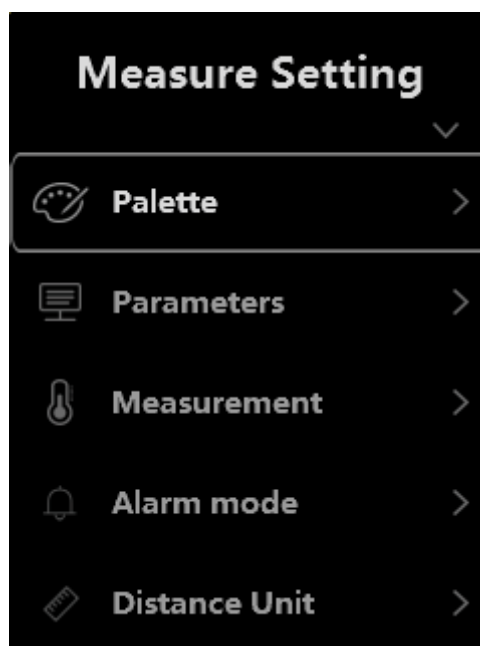 Measure Setting
Palette
Parameters
Measurement
Alarm mode
Distance Unit